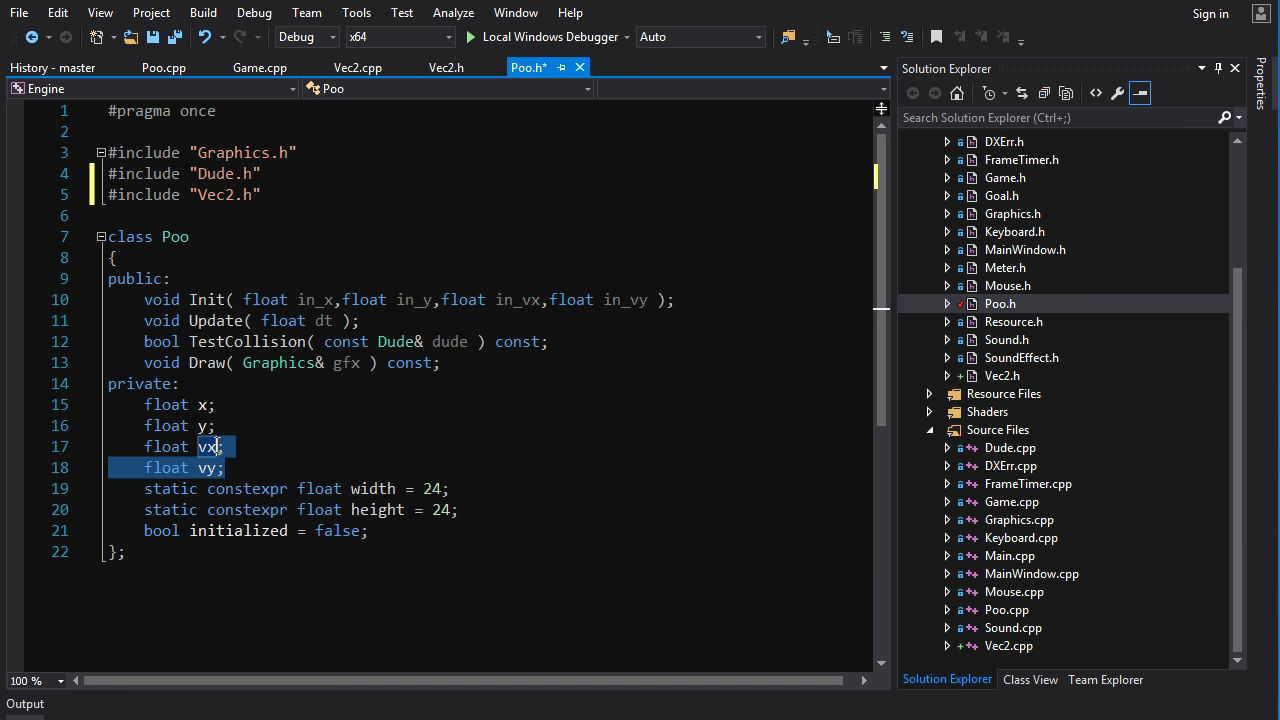 File Edit View Project Build Debug Team Tools Test Analyze Window Help Sign in
Debug x64 Local Windows Debugger Auto
History - master Poo.cpp Game.cpp Vec2.cpp Vec2.h Poo.h*
Engine Poo
1 #pragma once
2
3 #include "Graphics.h"
4 #include "Dude.h"
5 #include "Vec2.h"
6
7 class Poo
8 {
9 public:
10 void Init( float in_x,float in_y,float in_vx,float in_vy );
11 void Update( float dt );
12 bool TestCollision( const Dude& dude ) const;
13 void Draw( Graphics& gfx ) const;
14 private:
15 float x;
16 float y;
17 float vx;
18 float vy;
19 static constexpr float width = 24;
20 static constexpr float height = 24;
21 bool initialized = false;
22 };
100 %
Output
Solution Explorer
Search Solution Explorer (Ctrl+;)
DXErr.h
FrameTimer.h
Game.h
Goal.h
Graphics.h
Keyboard.h
MainWindow.h
Meter.h
Mouse.h
Poo.h
Resource.h
Sound.h
SoundEffect.h
Vec2.h
Resource Files
Shaders
Source Files
Dude.cpp
DXErr.cpp
FrameTimer.cpp
Game.cpp
Graphics.cpp
Keyboard.cpp
Main.cpp
MainWindow.cpp
Mouse.cpp
Poo.cpp
Sound.cpp
Vec2.cpp
Solution Explorer Class View Team Explorer
Properties